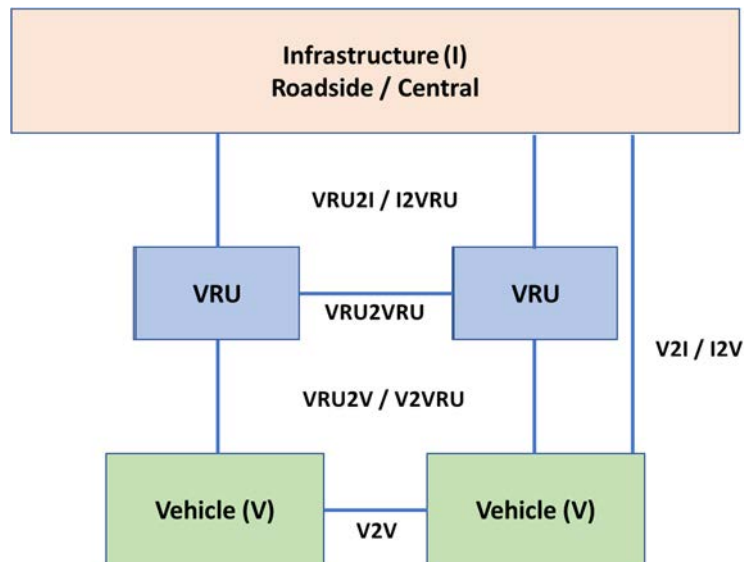 Infrastructure (I)
Roadside / Central
VRU2I / I2VRU
VRU
VRU
VRU2VRU
V2I / I2V
VRU2V / V2VRU
Vehicle (V)
Vehicle (V)
V2V